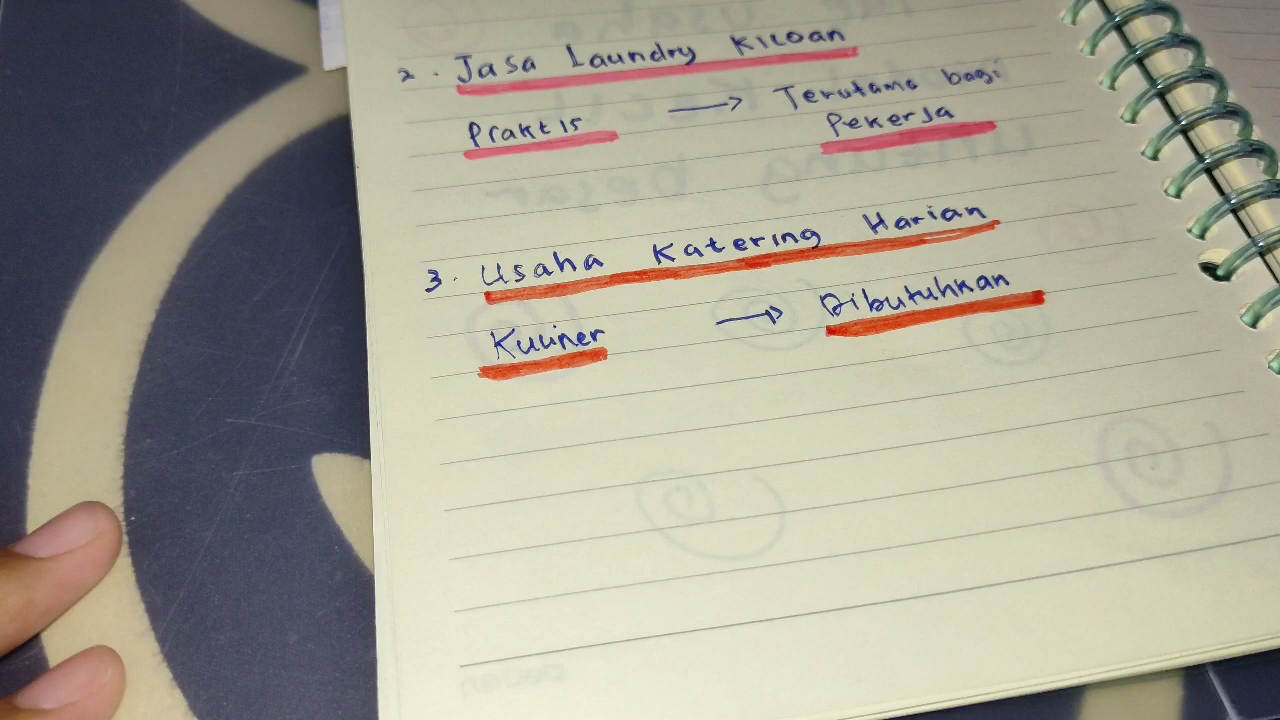 2. Jasa Laundry Kiloan
Praktis → Terutama bagi
Pekerja
3. Usaha Katering Harian
Kuliner → Dibutuhkan